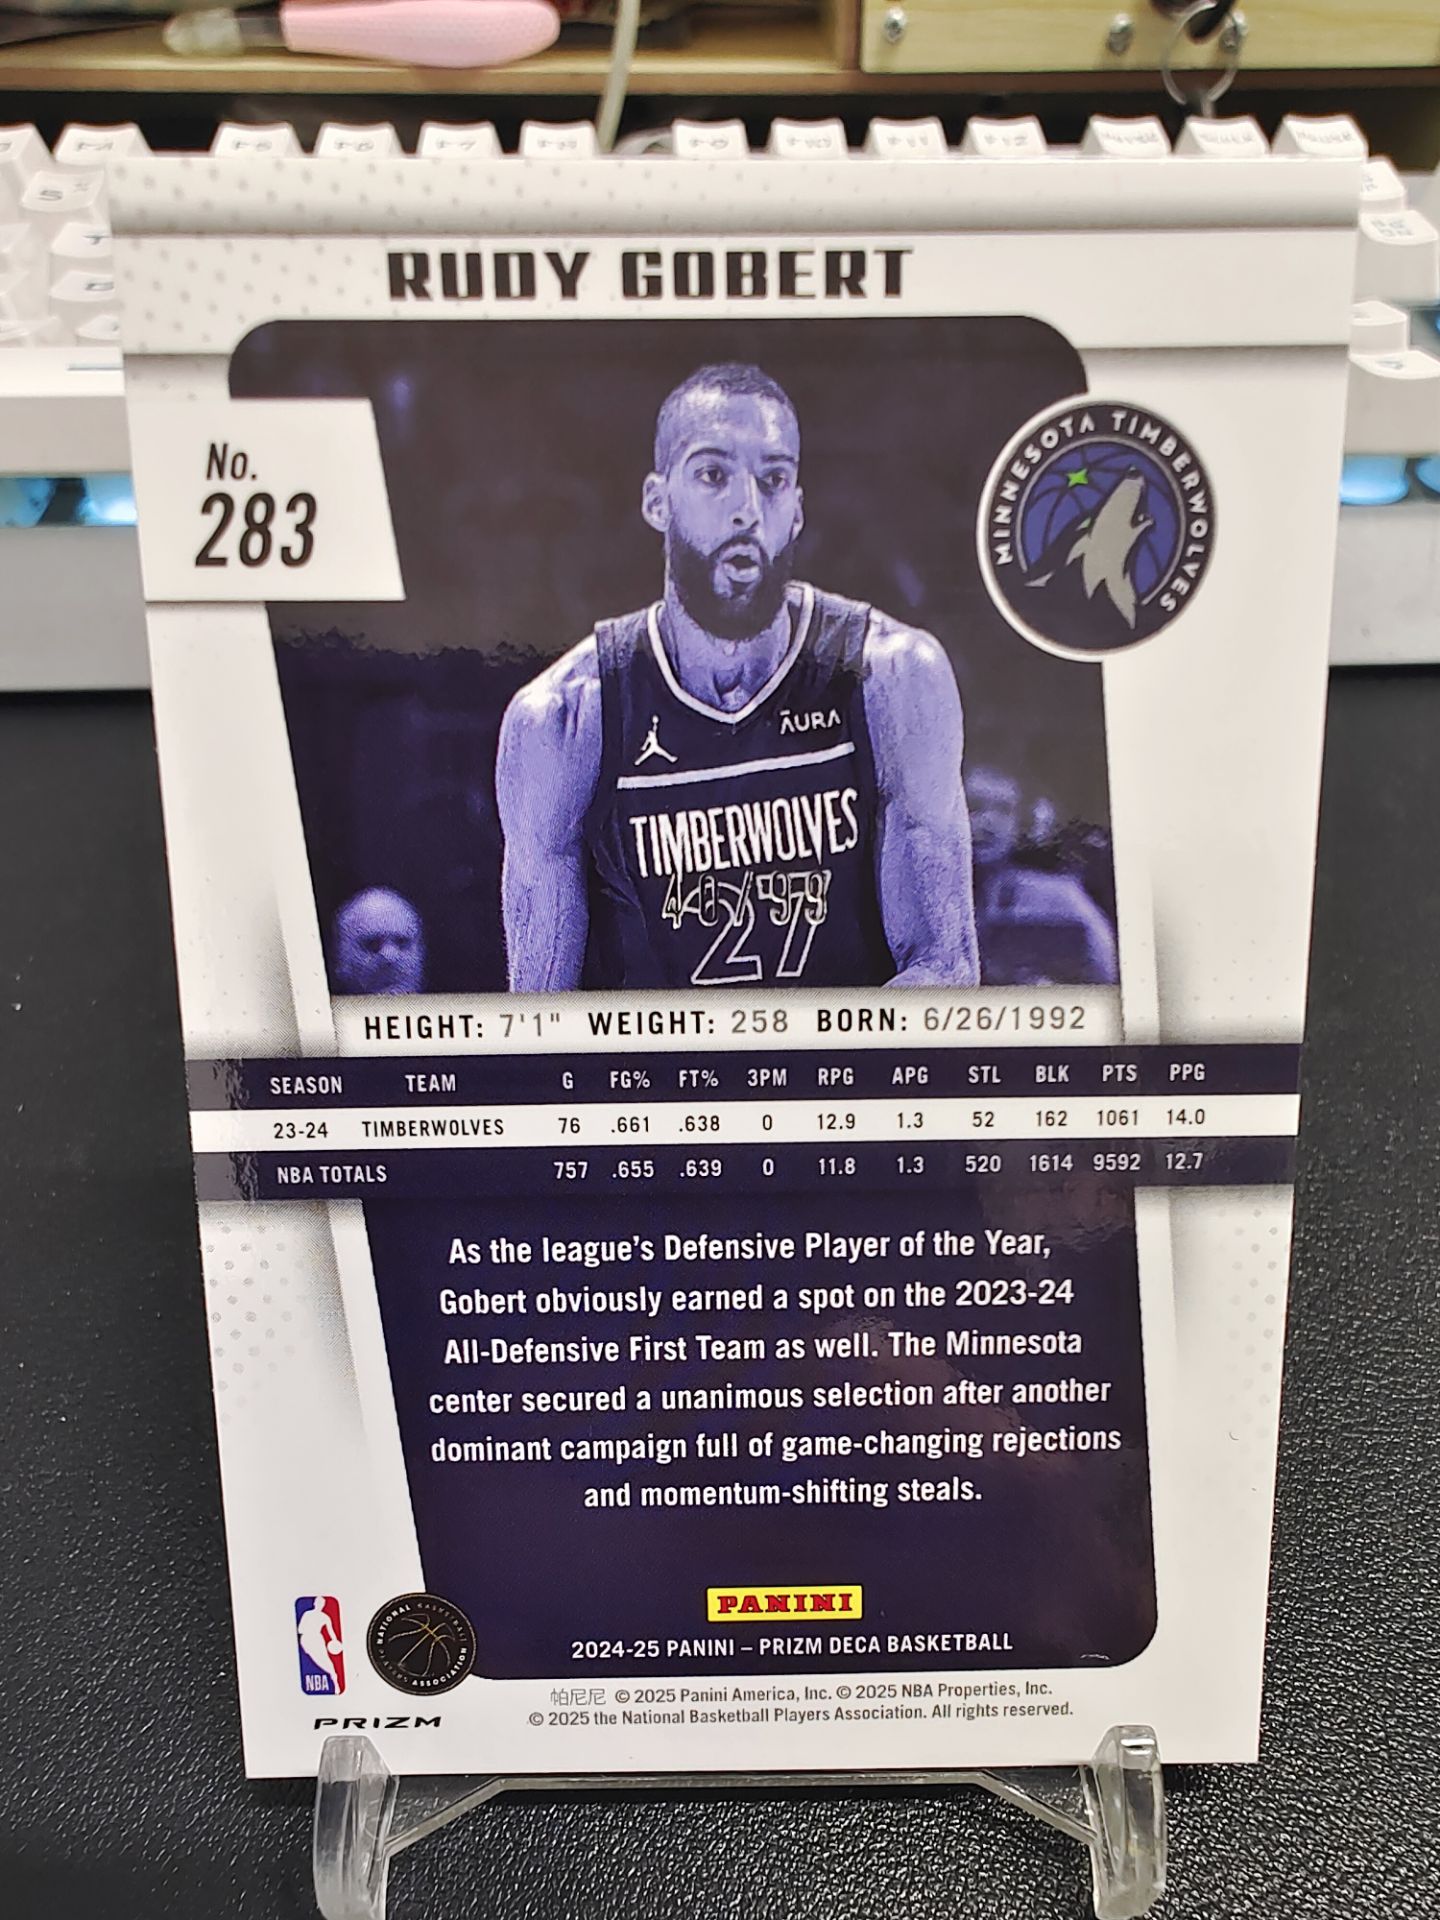 RUDY GOBERT
No.
283
MINNESOTA TIMBERWOLVES
AURA
TIMBERWOLVES
27
HEIGHT: 7'1" WEIGHT: 258 BORN: 6/26/1992
SEASON TEAM G FG% FT% 3PM RPG APG STL BLK PTS PPG
23-24 TIMBERWOLVES 76 .661 .638 0 12.9 1.3 52 162 1061 14.0
NBA TOTALS 757 .655 .639 0 11.8 1.3 520 1614 9592 12.7
As the league's Defensive Player of the Year,
Gobert obviously earned a spot on the 2023-24
All-Defensive First Team as well. The Minnesota
center secured a unanimous selection after another
dominant campaign full of game-changing rejections
and momentum-shifting steals.
PANINI
2024-25 PANINI – PRIZM DECA BASKETBALL
NBA
NATIONAL BASKETBALL
PLAYERS ASSOCIATION
PRIZM
帕尼尼 © 2025 Panini America, Inc. © 2025 NBA Properties, Inc.
© 2025 the National Basketball Players Association. All rights reserved.